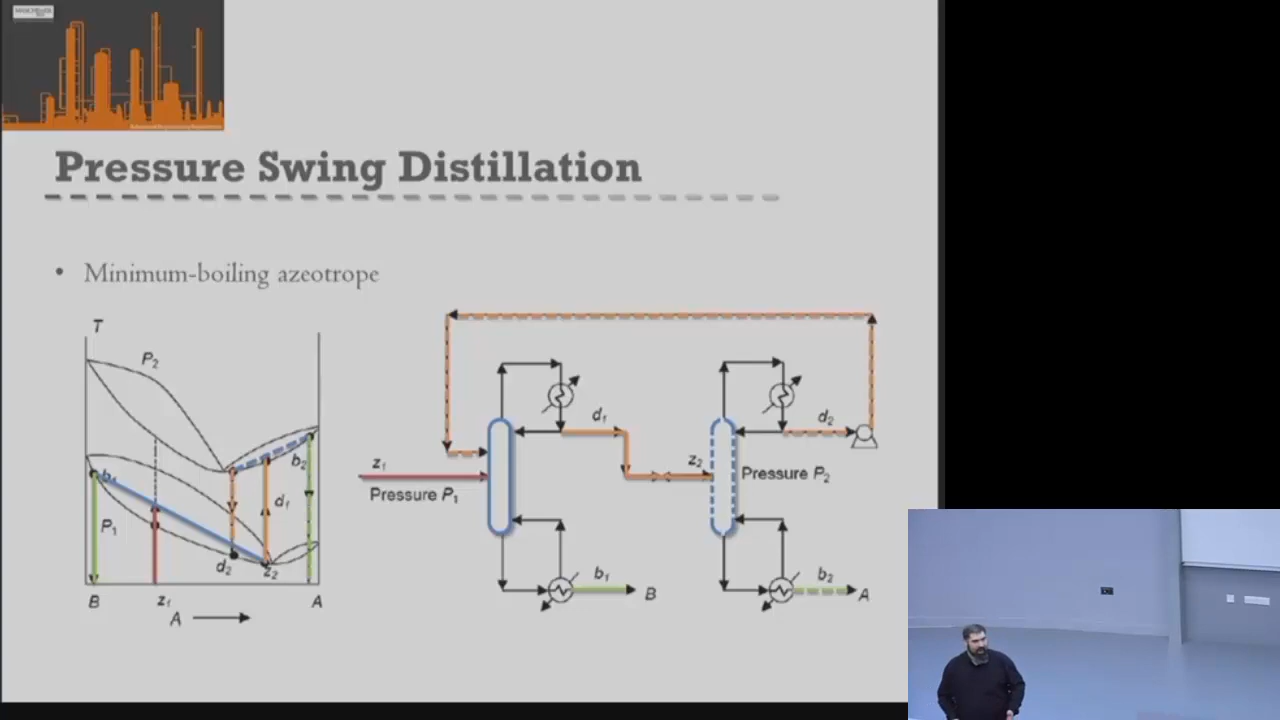 MANCHESTER
Pressure Swing Distillation
• Minimum-boiling azeotrope
T
P₂
b₁
b₂
P₁
d₁
d₂
z₂
B
z₁
A
A
d₁
d₂
z₁
z₂
Pressure P₁
Pressure P₂
b₁
B
b₂
A